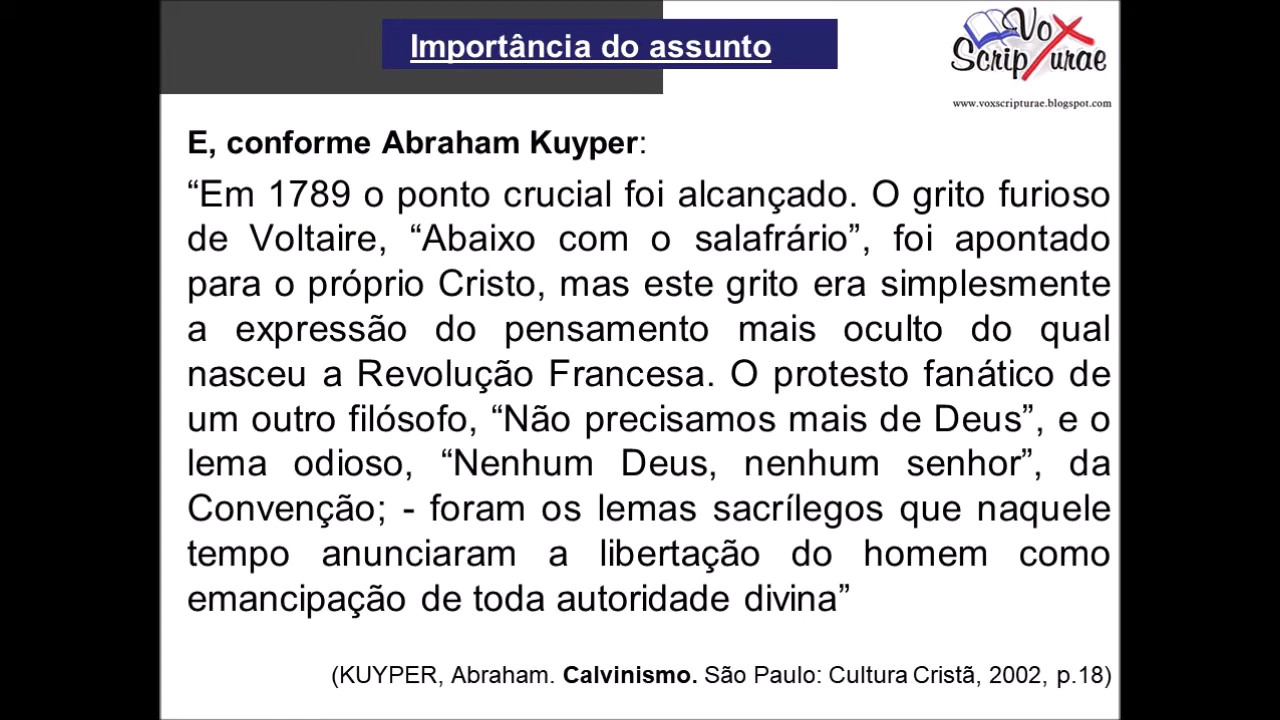 Importância do assunto
Vox
Scripturae
www.voxscripturae.blogspot.com
E, conforme Abraham Kuyper:
“Em 1789 o ponto crucial foi alcançado. O grito furioso
de Voltaire, “Abaixo com o salafrário”, foi apontado
para o próprio Cristo, mas este grito era simplesmente
a expressão do pensamento mais oculto do qual
nasceu a Revolução Francesa. O protesto fanático de
um outro filósofo, “Não precisamos mais de Deus”, e o
lema odioso, “Nenhum Deus, nenhum senhor”, da
Convenção; - foram os lemas sacrílegos que naquele
tempo anunciaram a libertação do homem como
emancipação de toda autoridade divina”
(KUYPER, Abraham. Calvinismo. São Paulo: Cultura Cristã, 2002, p.18)